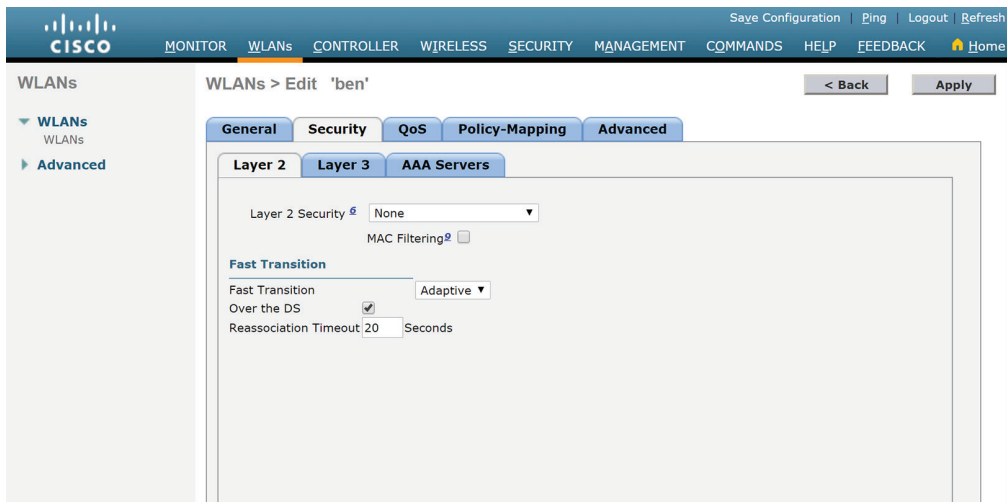 Save Configuration | Ping | Logout | Refresh
CISCO
MONITOR WLANs CONTROLLER WIRELESS SECURITY MANAGEMENT COMMANDS HELP FEEDBACK Home
WLANs
WLANs > Edit 'ben'
< Back
Apply
WLANs
WLANs
Advanced
General Security QoS Policy-Mapping Advanced
Layer 2 Layer 3 AAA Servers
Layer 2 Security 6 None
MAC Filtering 9
Fast Transition
Fast Transition Adaptive
Over the DS
Reassociation Timeout 20 Seconds